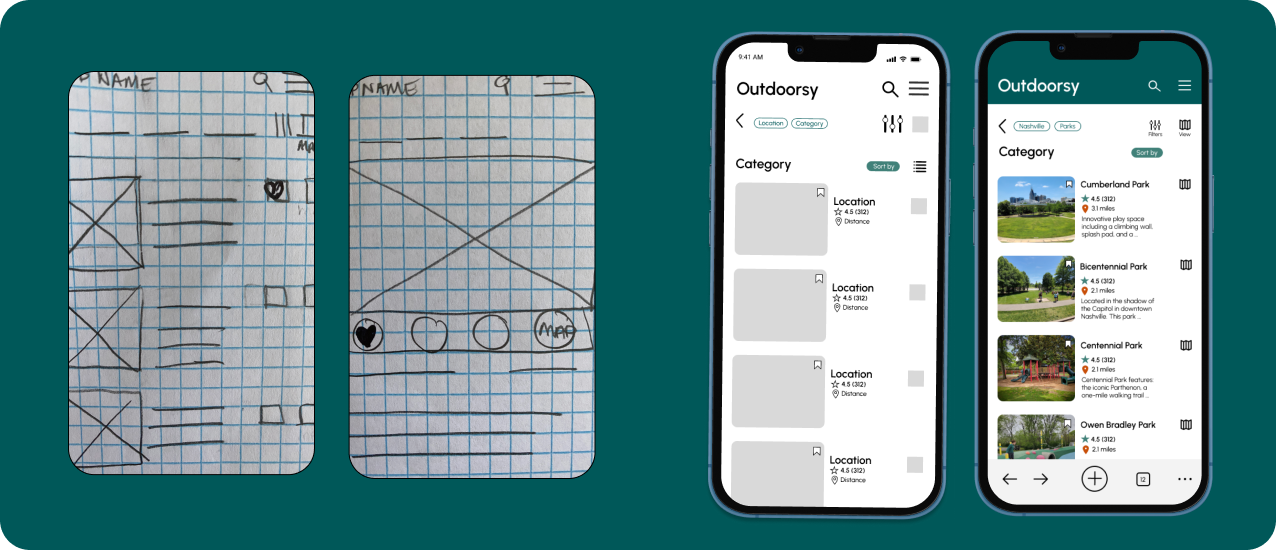 PNAME
MAP
PNAME
MAP
9:41 AM
Outdoorsy
Location
Category
Category
Sort by
Location
4.5 (312)
Distance
Location
4.5 (312)
Distance
Location
4.5 (312)
Distance
Location
4.5 (312)
Distance
Outdoorsy
Nashville
Parks
Filters
View
Category
Sort by
Cumberland Park
4.5 (312)
3.1 miles
Innovative play space
including a climbing wall,
splash pad, and a ...
Bicentennial Park
4.5 (312)
2.1 miles
Located in the shadow of
the Capitol in downtown
Nashville. This park ...
Centennial Park
4.5 (312)
2.1 miles
Centennial Park features:
the iconic Parthenon, a
one-mile walking trail ...
Owen Bradley Park
4.5 (312)
2.1 miles
12